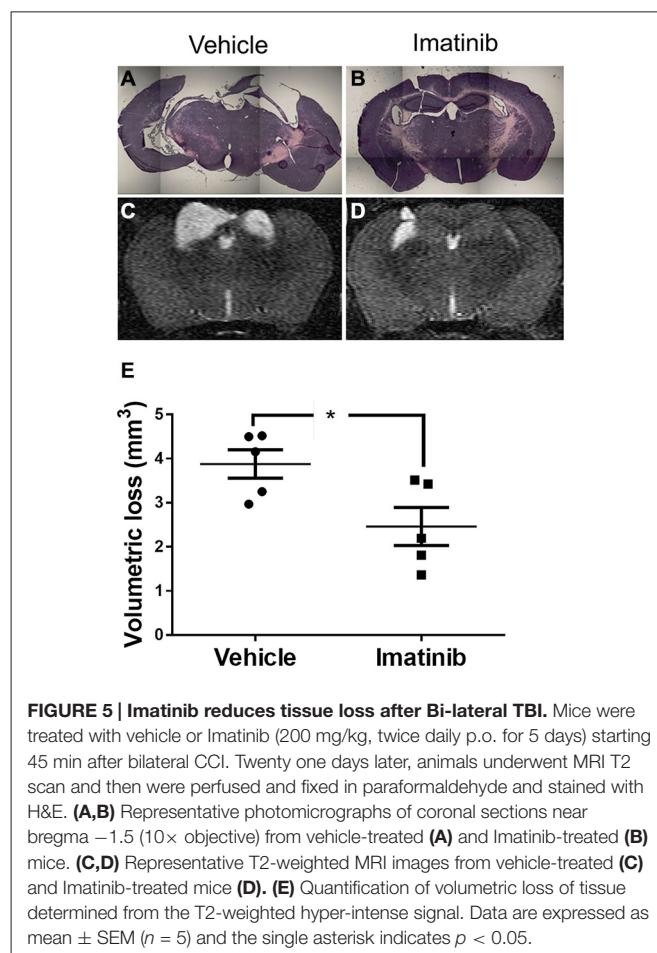 Vehicle Imatinib
A B
C D
E
Volumetric loss (mm³)
5
4
3
2
1
0
*
Vehicle Imatinib
FIGURE 5 | Imatinib reduces tissue loss after Bi-lateral TBI. Mice were
treated with vehicle or Imatinib (200 mg/kg, twice daily p.o. for 5 days) starting
45 min after bilateral CCI. Twenty one days later, animals underwent MRI T2
scan and then were perfused and fixed in paraformaldehyde and stained with
H&E. (A,B) Representative photomicrographs of coronal sections near
bregma −1.5 (10× objective) from vehicle-treated (A) and Imatinib-treated (B)
mice. (C,D) Representative T2-weighted MRI images from vehicle-treated (C)
and Imatinib-treated mice (D). (E) Quantification of volumetric loss of tissue
determined from the T2-weighted hyper-intense signal. Data are expressed as
mean ± SEM (n = 5) and the single asterisk indicates p < 0.05.